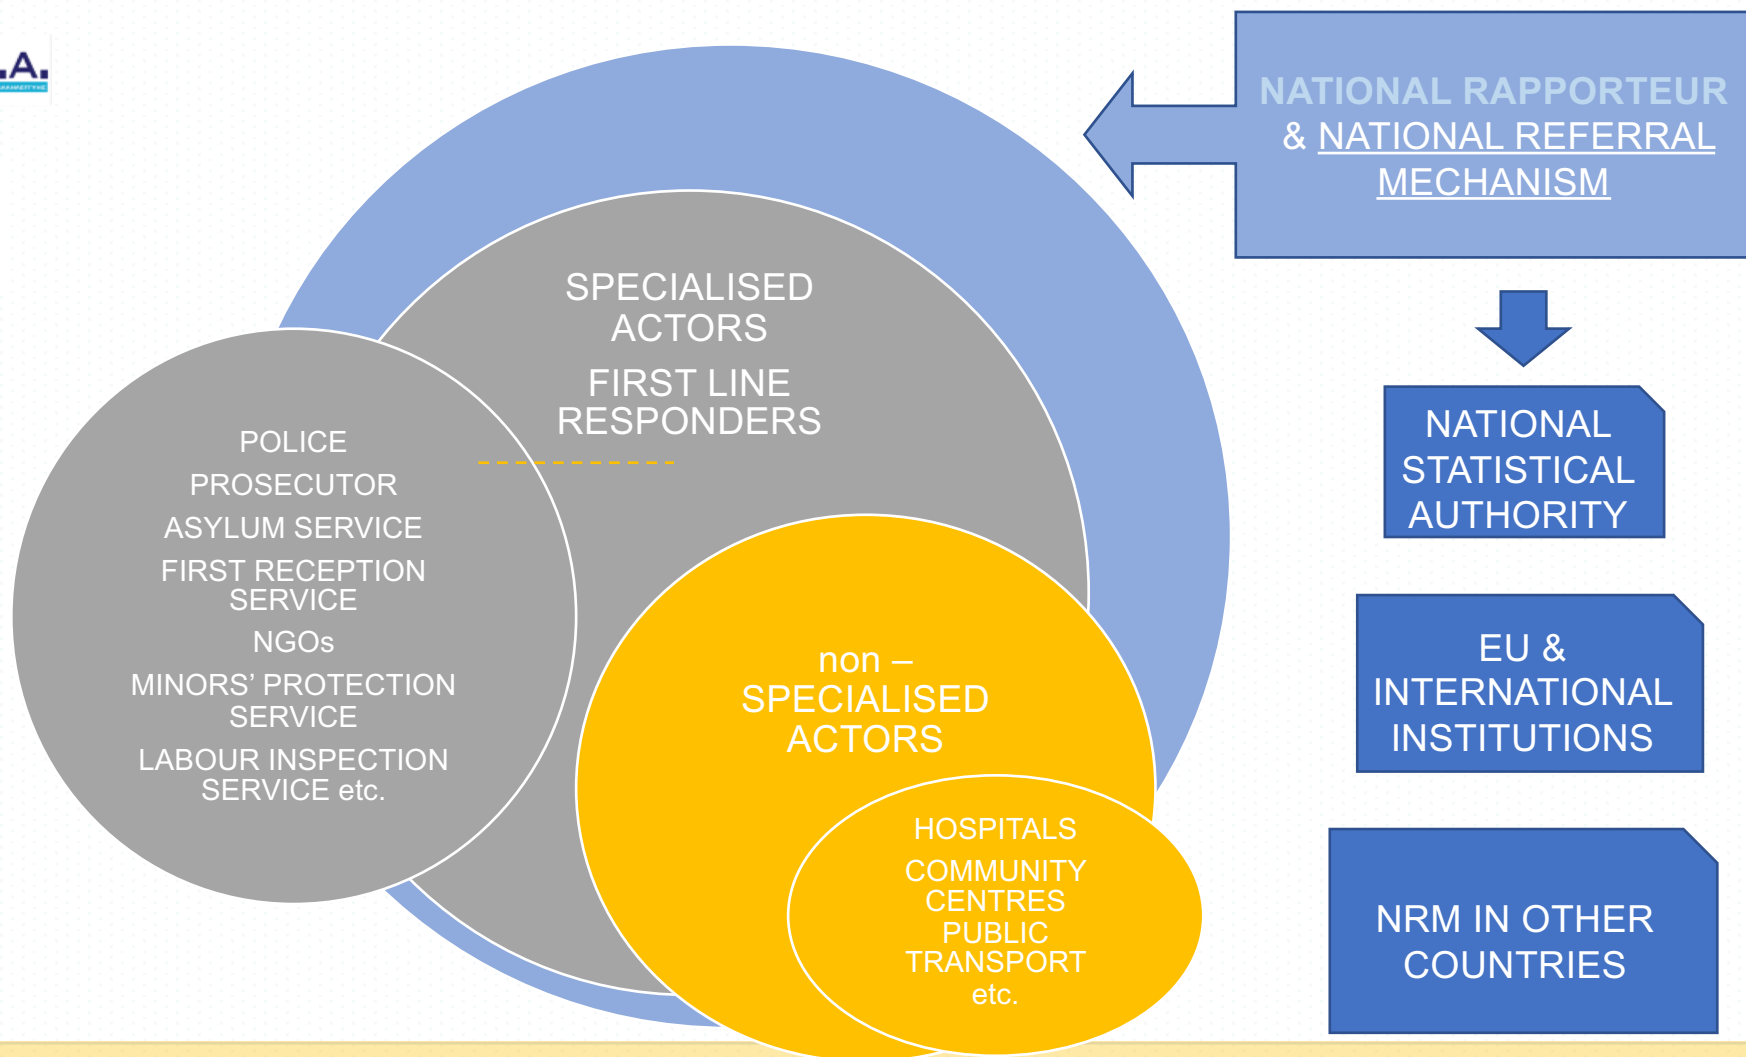 .A.
NATIONAL RAPPORTEUR
& NATIONAL REFERRAL
MECHANISM
SPECIALISED
ACTORS
FIRST LINE
RESPONDERS
POLICE
PROSECUTOR
ASYLUM SERVICE
FIRST RECEPTION
SERVICE
NGOs
MINORS’ PROTECTION
SERVICE
LABOUR INSPECTION
SERVICE etc.
non –
SPECIALISED
ACTORS
HOSPITALS
COMMUNITY
CENTRES
PUBLIC
TRANSPORT
etc.
NATIONAL
STATISTICAL
AUTHORITY
EU &
INTERNATIONAL
INSTITUTIONS
NRM IN OTHER
COUNTRIES